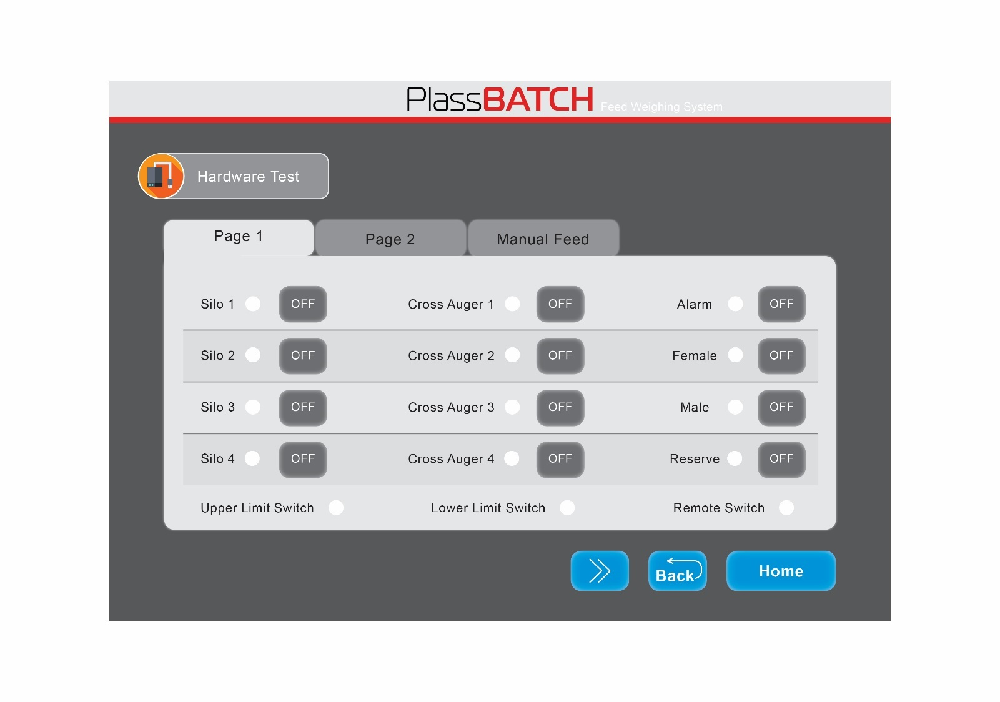 PlassBATCH Feed Weighing System
Hardware Test
Page 1 Page 2 Manual Feed
Silo 1 OFF Cross Auger 1 OFF Alarm OFF
Silo 2 OFF Cross Auger 2 OFF Female OFF
Silo 3 OFF Cross Auger 3 OFF Male OFF
Silo 4 OFF Cross Auger 4 OFF Reserve OFF
Upper Limit Switch Lower Limit Switch Remote Switch
Back Home